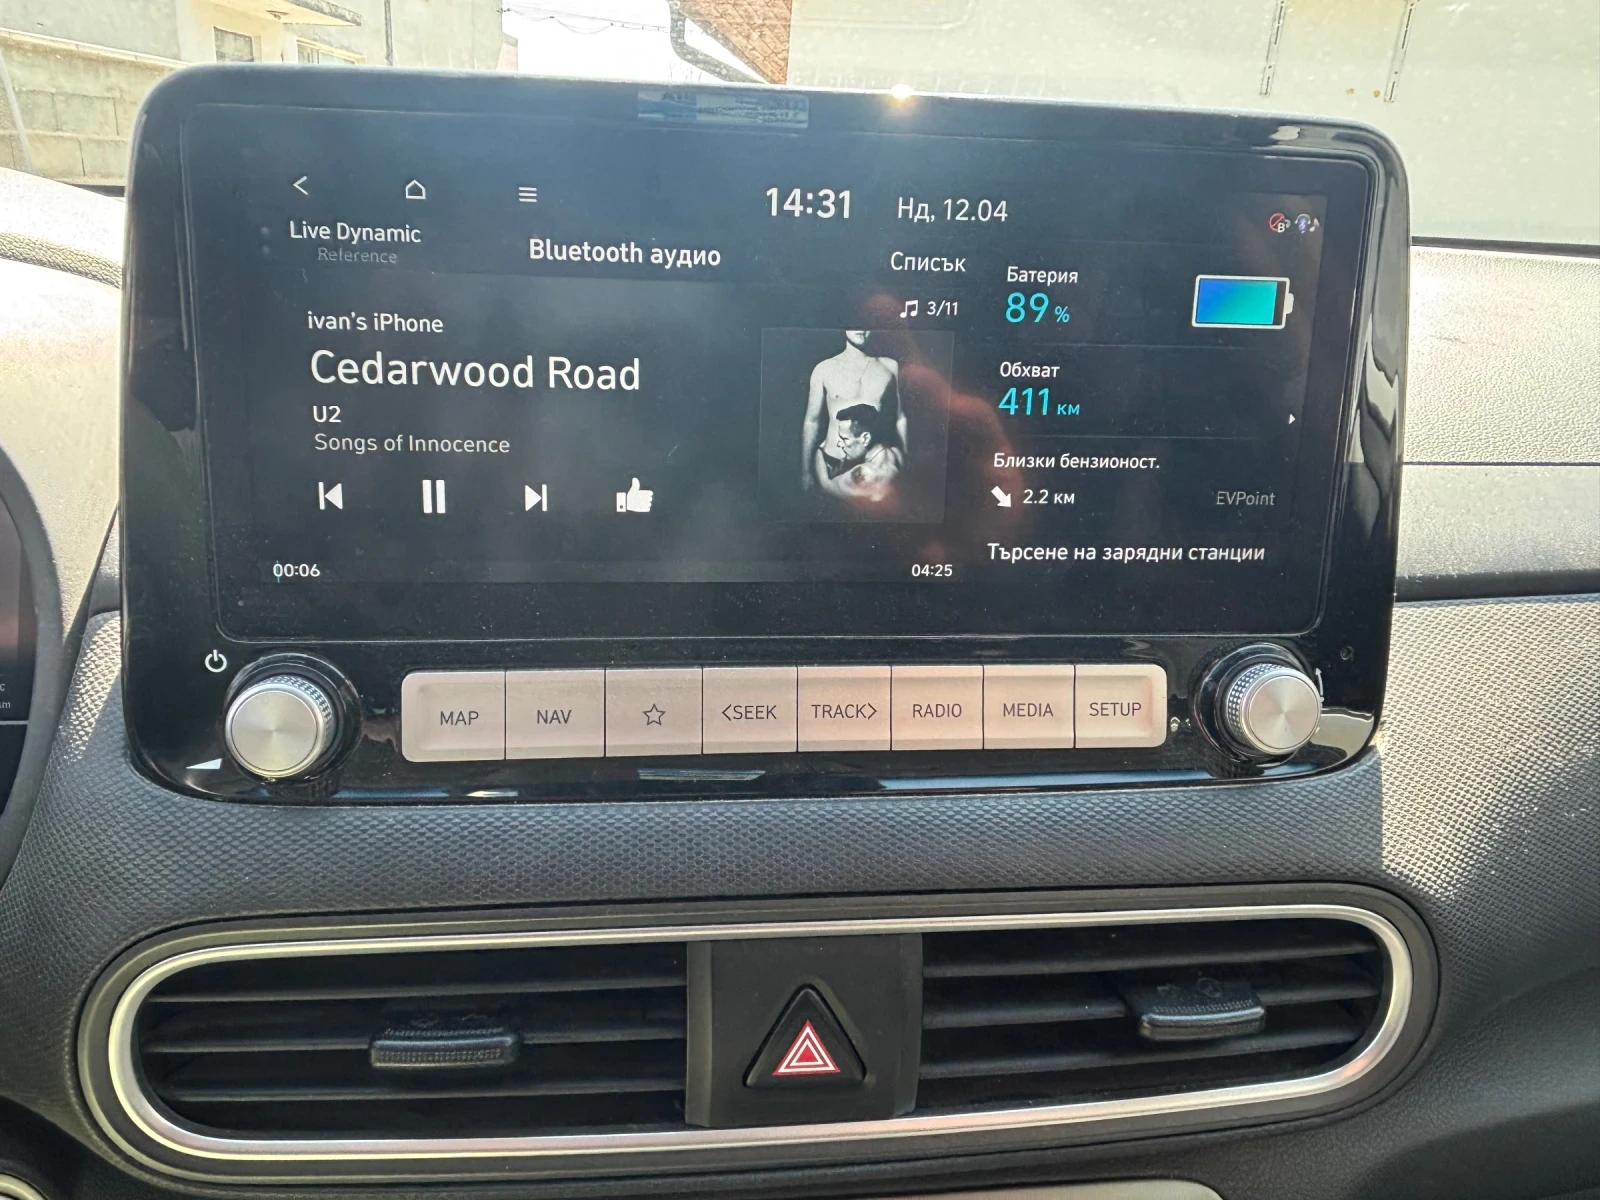 14:31
Нд, 12.04
Live Dynamic
Reference
Bluetooth аудио
Списък
3/11
ivan's iPhone
Cedarwood Road
U2
Songs of Innocence
00:06
04:25
Батерия
89 %
Обхват
411 км
Близки бензионост.
2.2 км
EVPoint
Търсене на зарядни станции
MAP
NAV
<SEEK
TRACK>
RADIO
MEDIA
SETUP